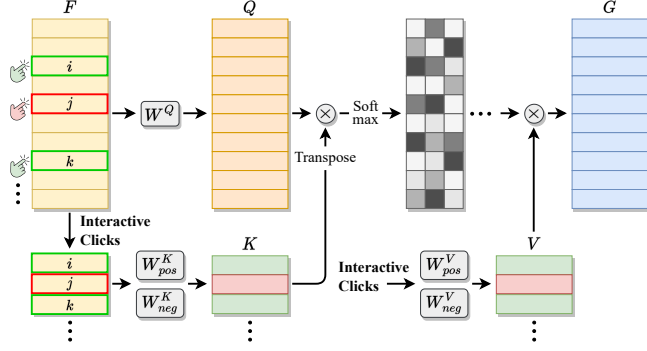 F
Q
G
i
j
k
W^Q
Soft
max
Transpose
Interactive
Clicks
K
V
i
j
k
W^K_pos
W^K_neg
Interactive
Clicks
W^V_pos
W^V_neg